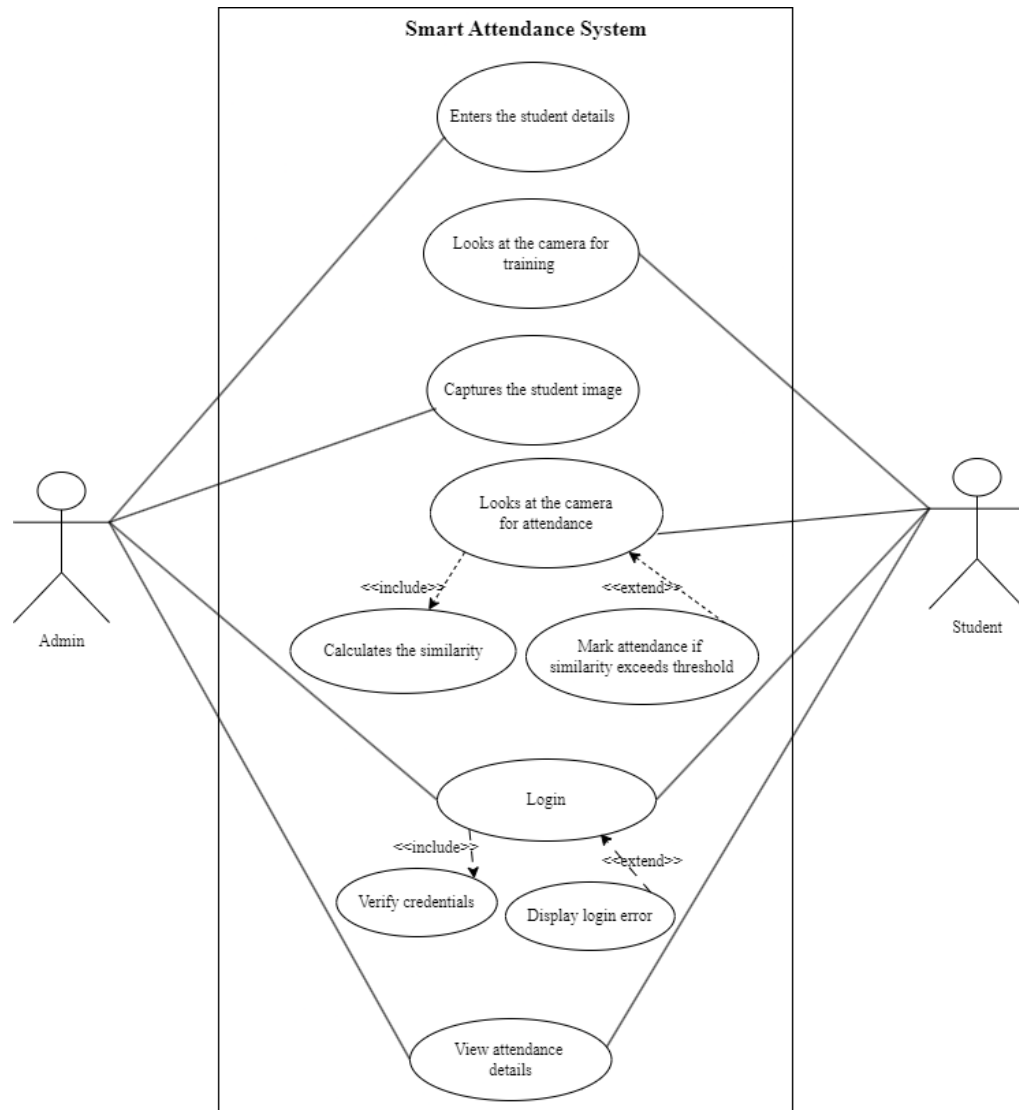 Smart Attendance System
Enters the student details
Looks at the camera for
training
Captures the student image
Looks at the camera
for attendance
<<include>>
<<extend>>
Calculates the similarity
Mark attendance if
similarity exceeds threshold
Admin
Student
Login
<<include>>
<<extend>>
Verify credentials
Display login error
View attendance
details